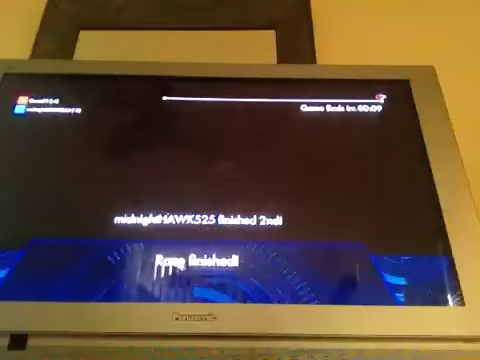 Game Ends In: 00:09
midnightHAWK525 finished 2nd!
Race finished!
Panasonic